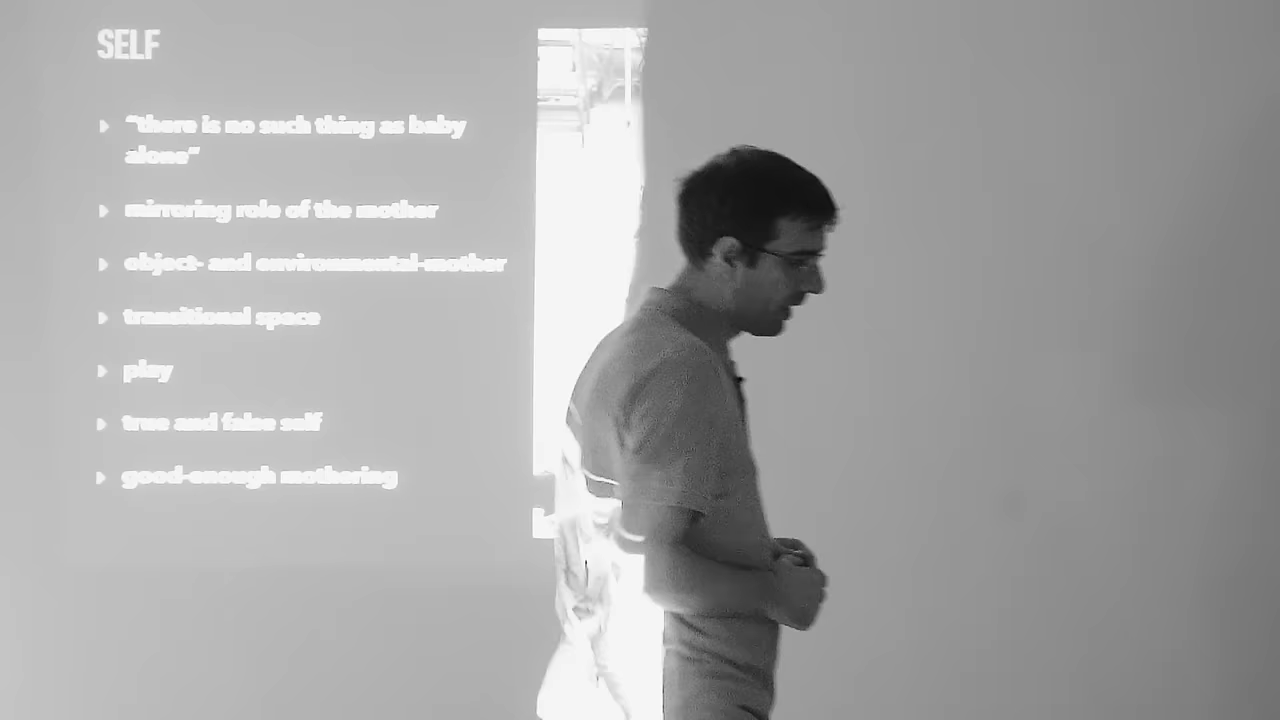 SELF
“there is no such thing as baby
alone”
mirroring role of the mother
object- and environmental-mother
transitional space
play
true and false self
good-enough mothering